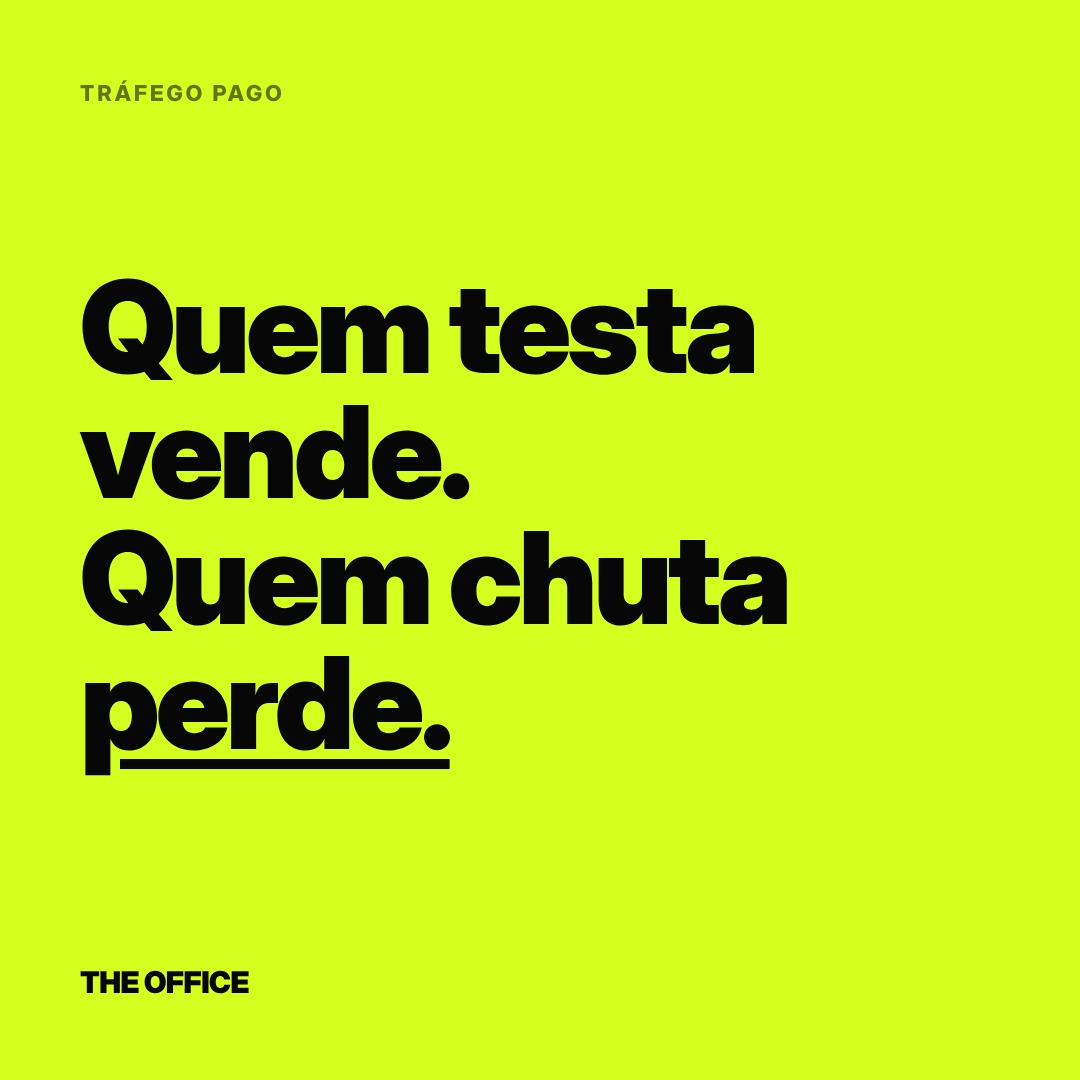 TRÁFEGO PAGO
Quem testa
vende.
Quem chuta
perde.
THE OFFICE